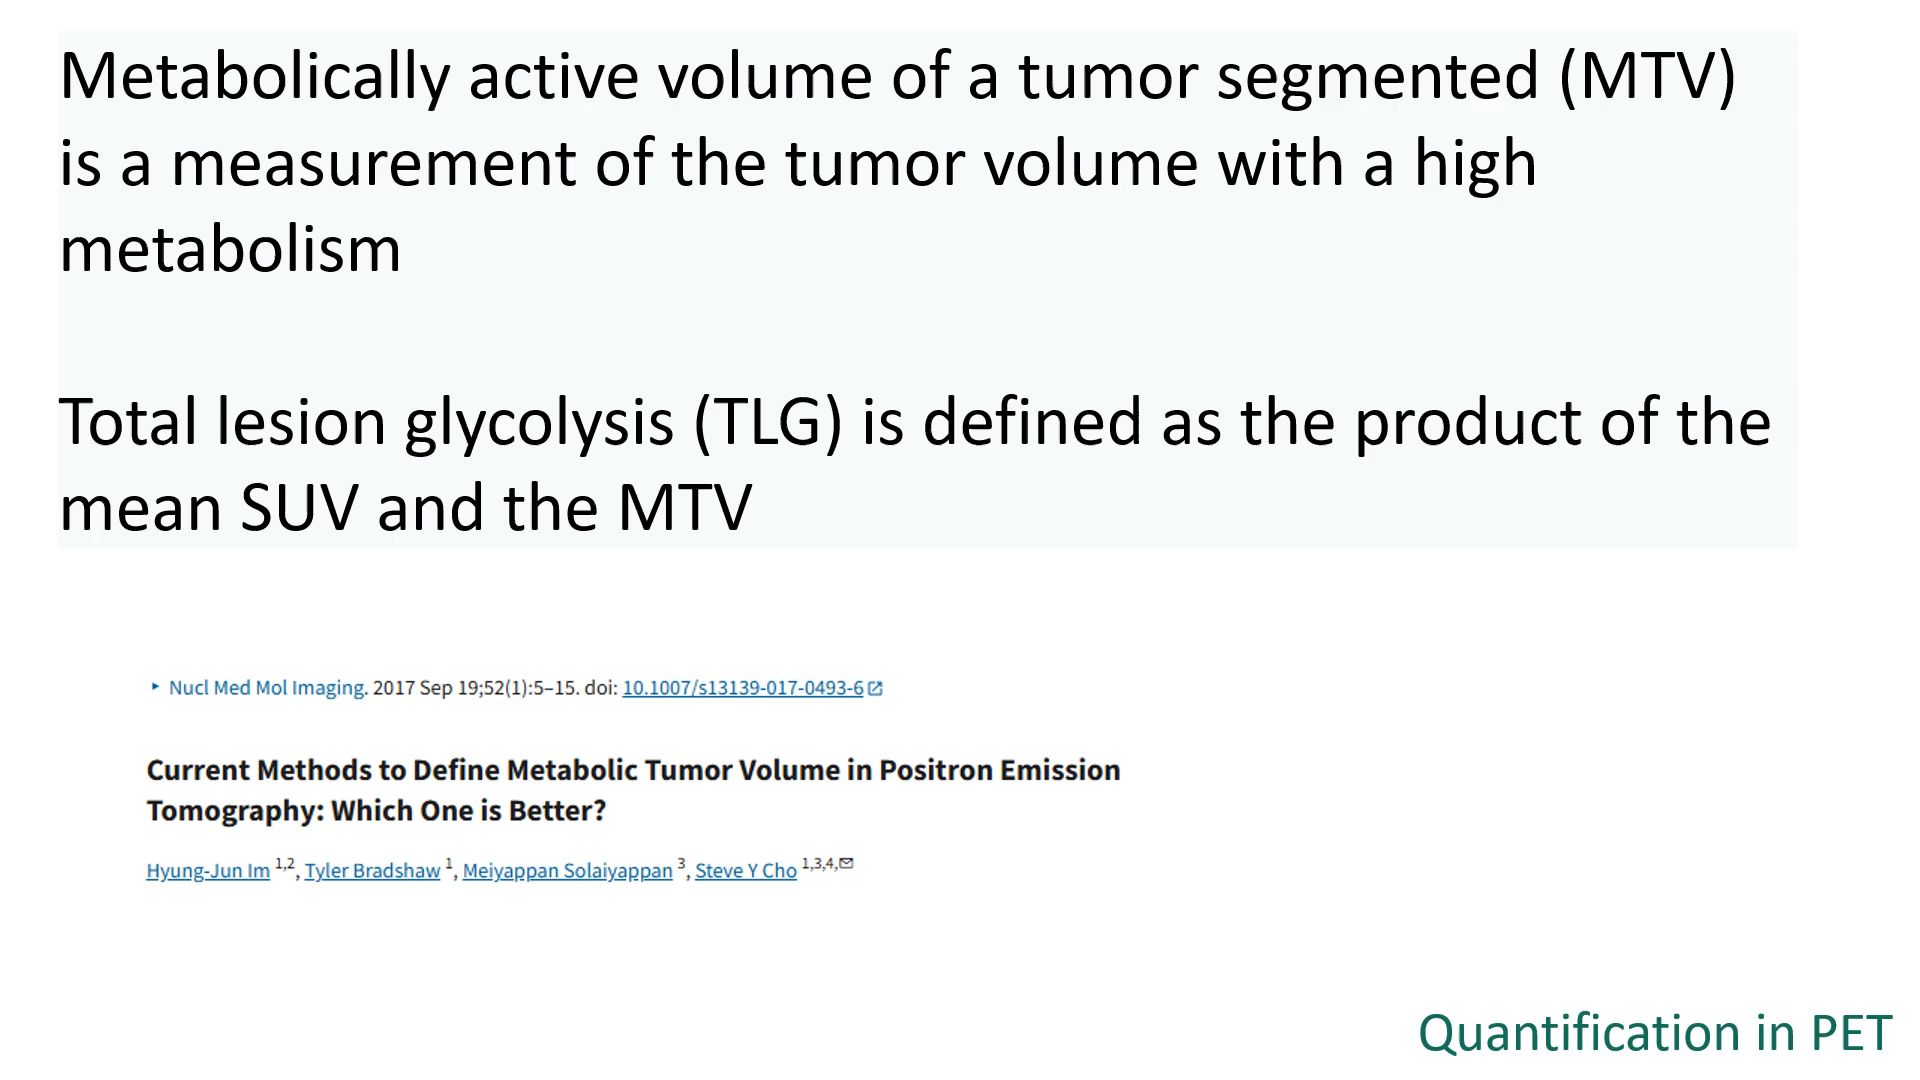 Metabolically active volume of a tumor segmented (MTV)
is a measurement of the tumor volume with a high
metabolism
Total lesion glycolysis (TLG) is defined as the product of the
mean SUV and the MTV
‣ Nucl Med Mol Imaging. 2017 Sep 19;52(1):5–15. doi: 10.1007/s13139-017-0493-6
Current Methods to Define Metabolic Tumor Volume in Positron Emission
Tomography: Which One is Better?
Hyung-Jun Im 1,2, Tyler Bradshaw 1, Meiyappan Solaiyappan 3, Steve Y Cho 1,3,4,✉
Quantification in PET